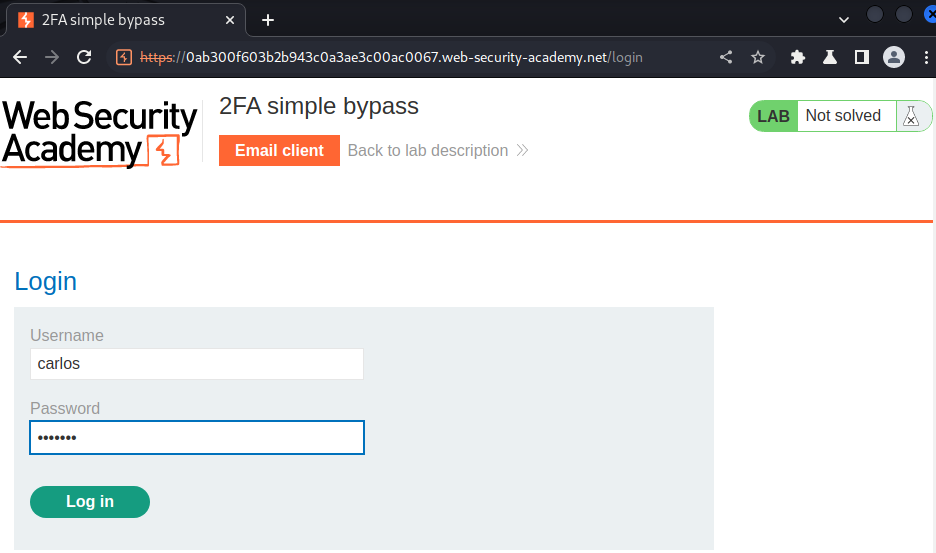 2FA simple bypass
https://0ab300f603b2b943c0a3ae3c00ac0067.web-security-academy.net/login
Web Security
Academy
2FA simple bypass
Email client
Back to lab description
LAB
Not solved
Login
Username
carlos
Password
•••••••
Log in